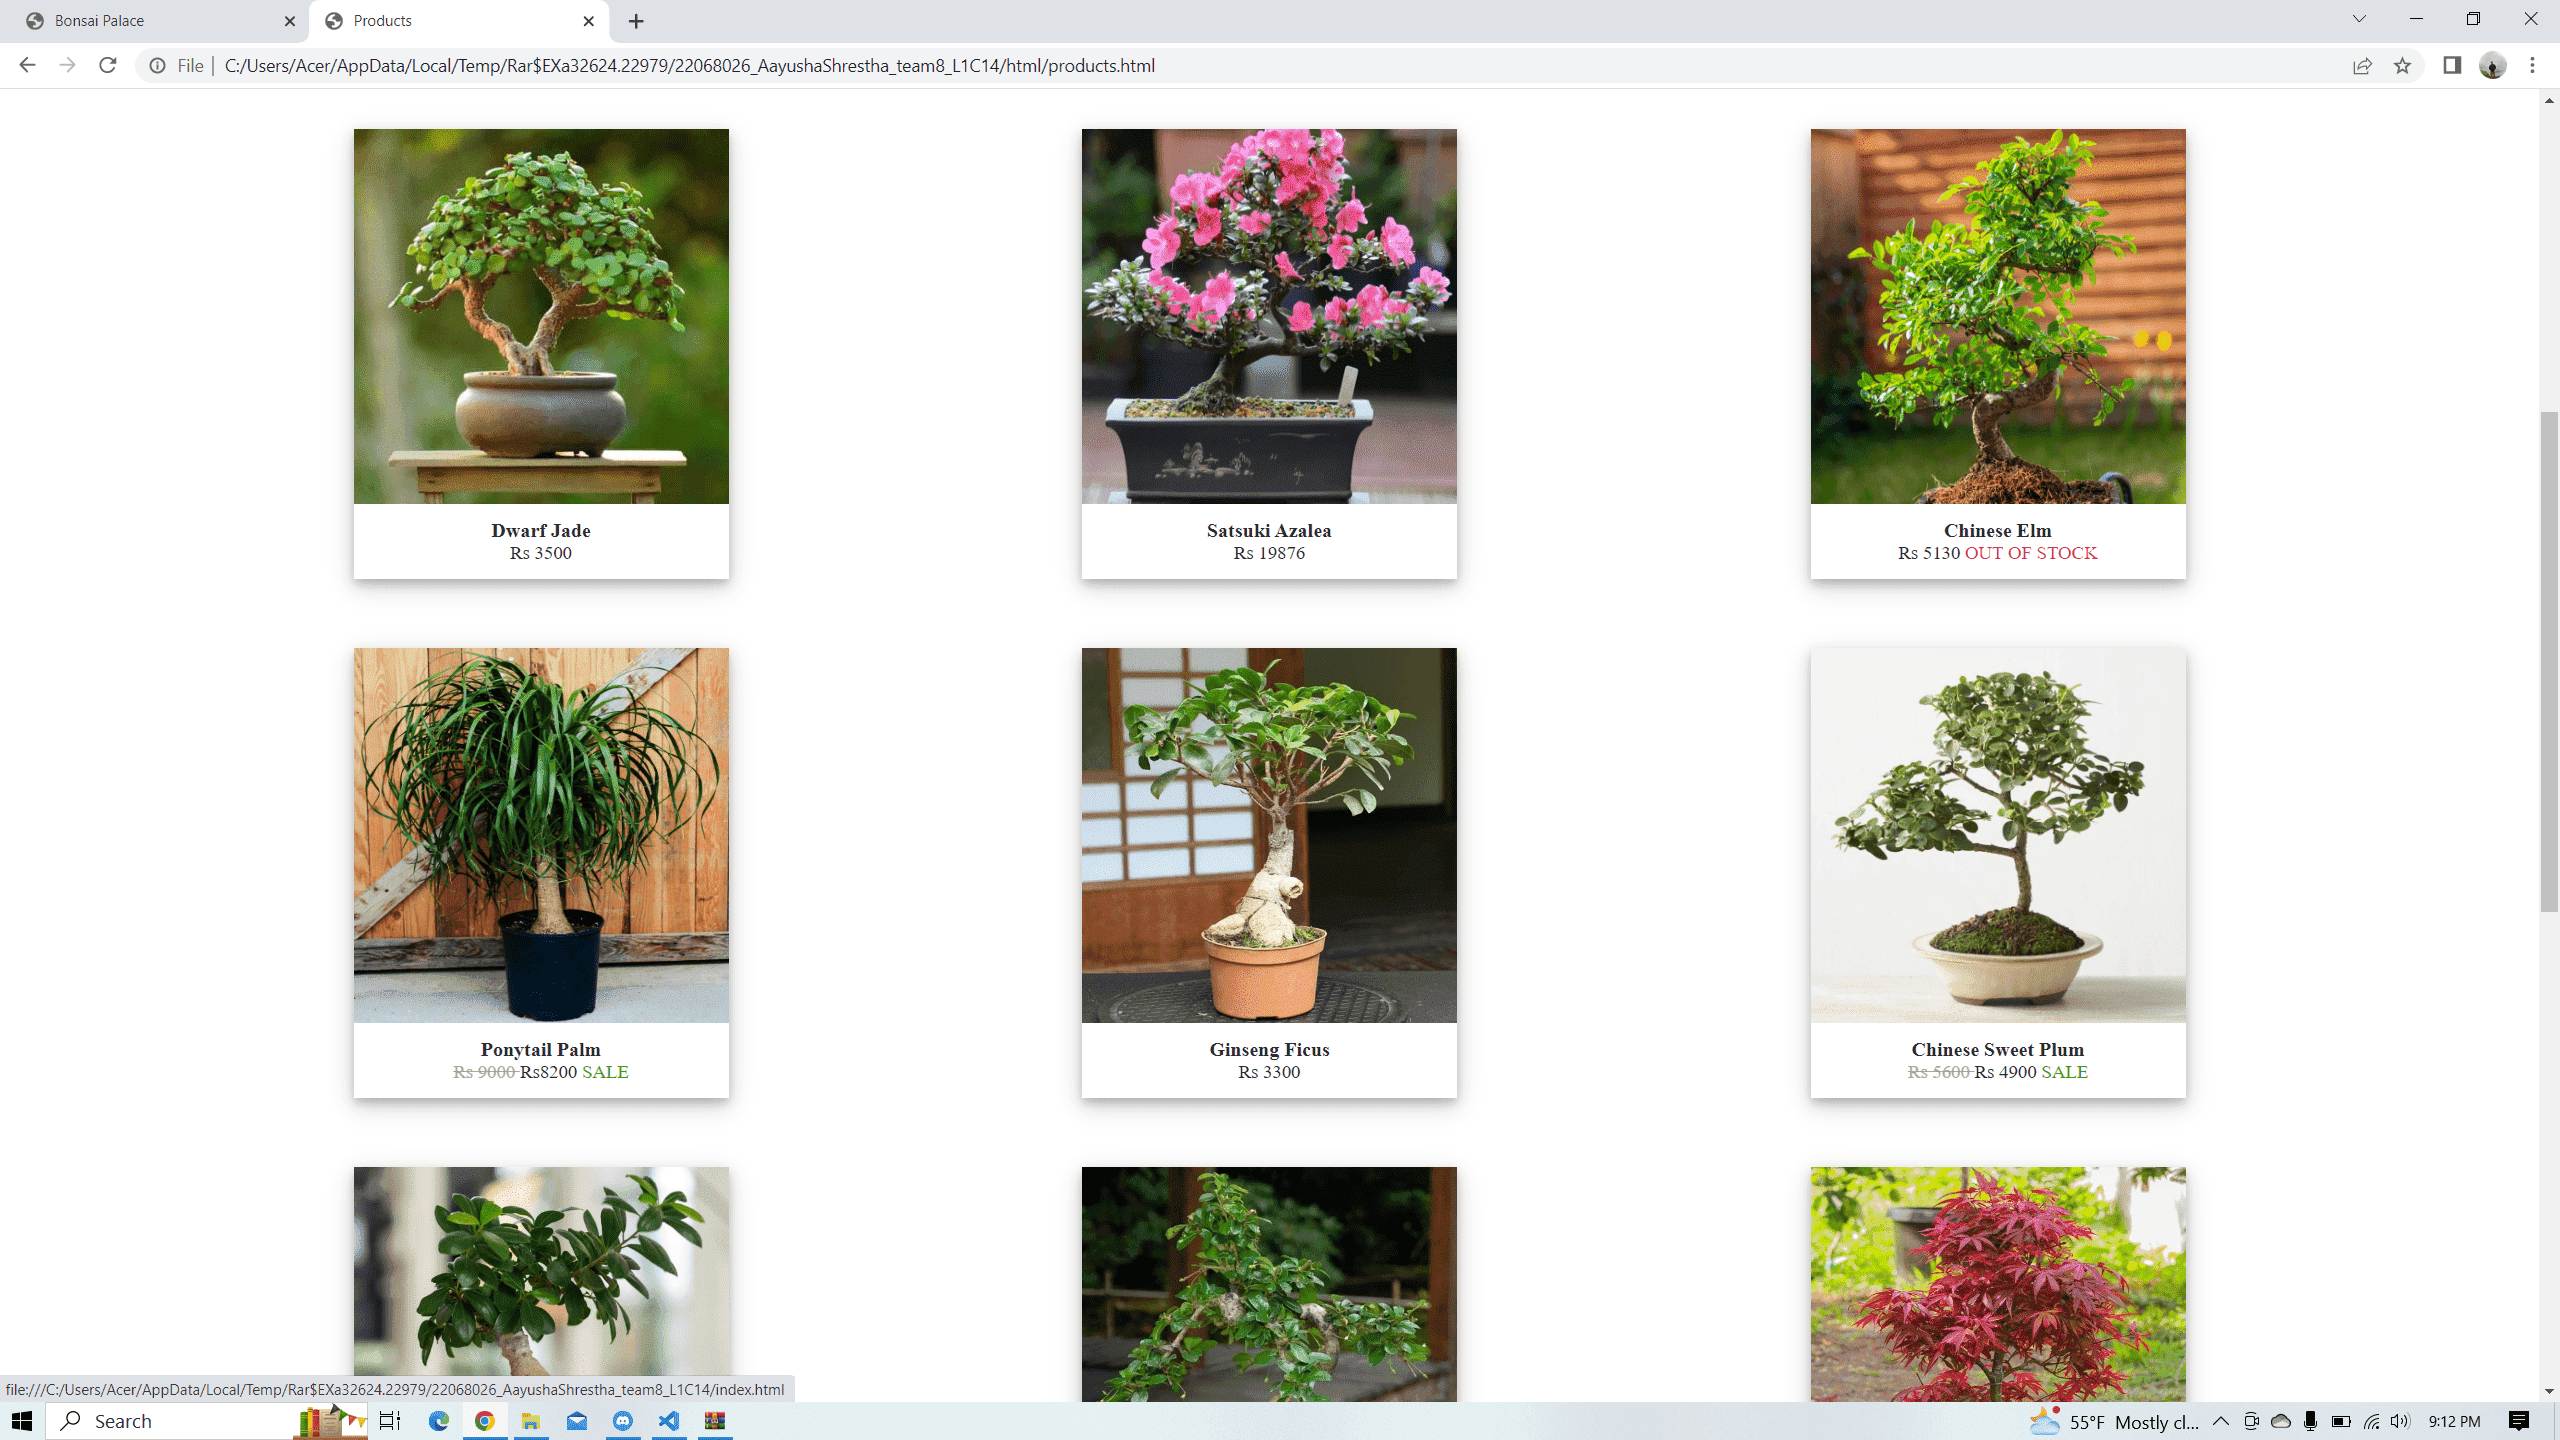 Bonsai Palace
Products
File | C:/Users/Acer/AppData/Local/Temp/Rar$EXa32624.22979/22068026_AayushaShrestha_team8_L1C14/html/products.html
Dwarf Jade
Rs 3500
Satsuki Azalea
Rs 19876
Chinese Elm
Rs 5130 OUT OF STOCK
Ponytail Palm
Rs 9000 Rs8200 SALE
Ginseng Ficus
Rs 3300
Chinese Sweet Plum
Rs 5600 Rs 4900 SALE
file:///C:/Users/Acer/AppData/Local/Temp/Rar$EXa32624.22979/22068026_AayushaShrestha_team8_L1C14/index.html
Search
55°F Mostly cl...
9:12 PM